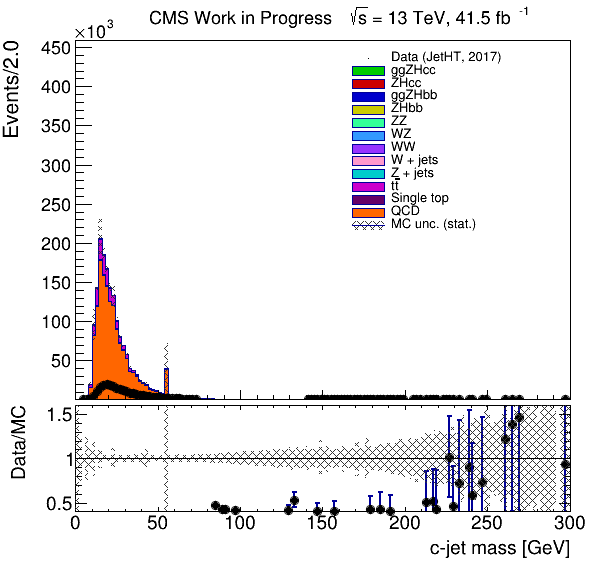 CMS Work in Progress √s = 13 TeV, 41.5 fb -1
×10³
Events/2.0
450
400
350
300
250
200
150
100
50
Data (JetHT, 2017)
ggZHcc
ZHcc
ggZHbb
ZHbb
ZZ
WZ
WW
W + jets
Z + jets
tt̄
Single top
QCD
MC unc. (stat.)
Data/MC
1.5
1
0.5
0 50 100 150 200 250 300
c-jet mass [GeV]